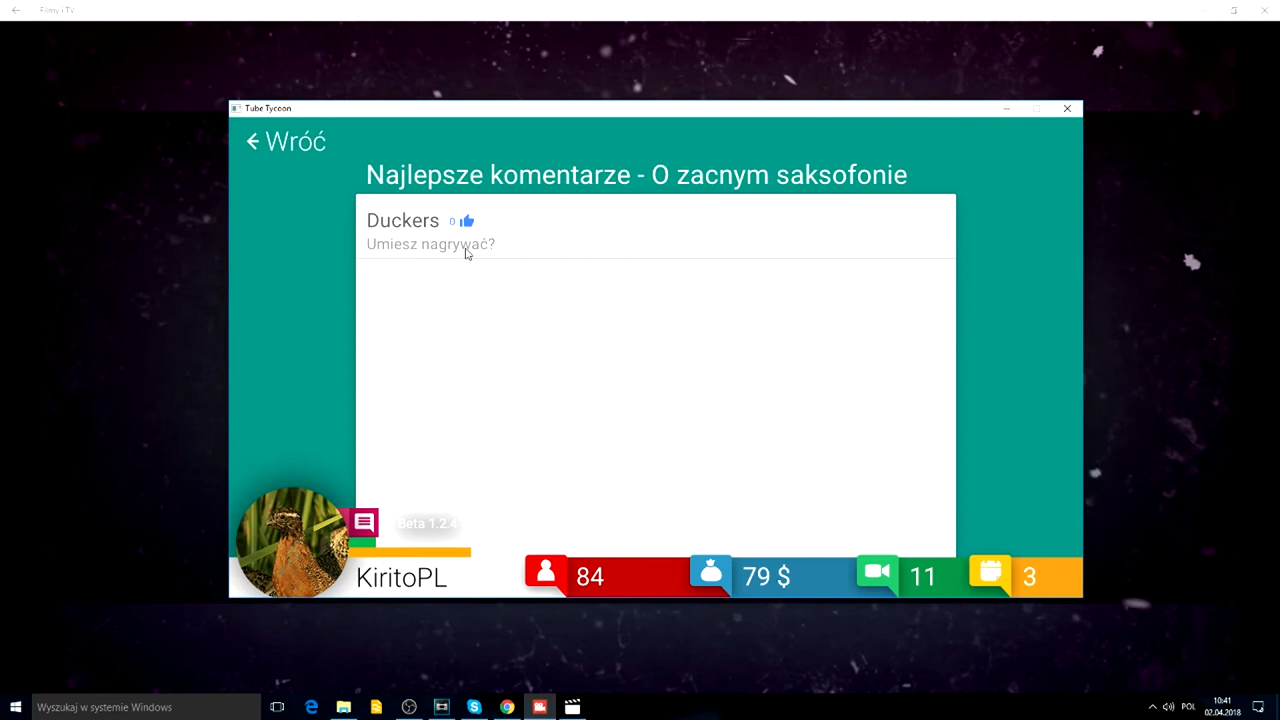 Filmy i TV
Tube Tycoon
Wróć
Najlepsze komentarze - O zacnym saksofonie
Duckers 0
Umiesz nagrywać?
Beta 1.2.4
KiritoPL
84
79 $
11
3
Wyszukaj w systemie Windows
POL
10:41
02.04.2018